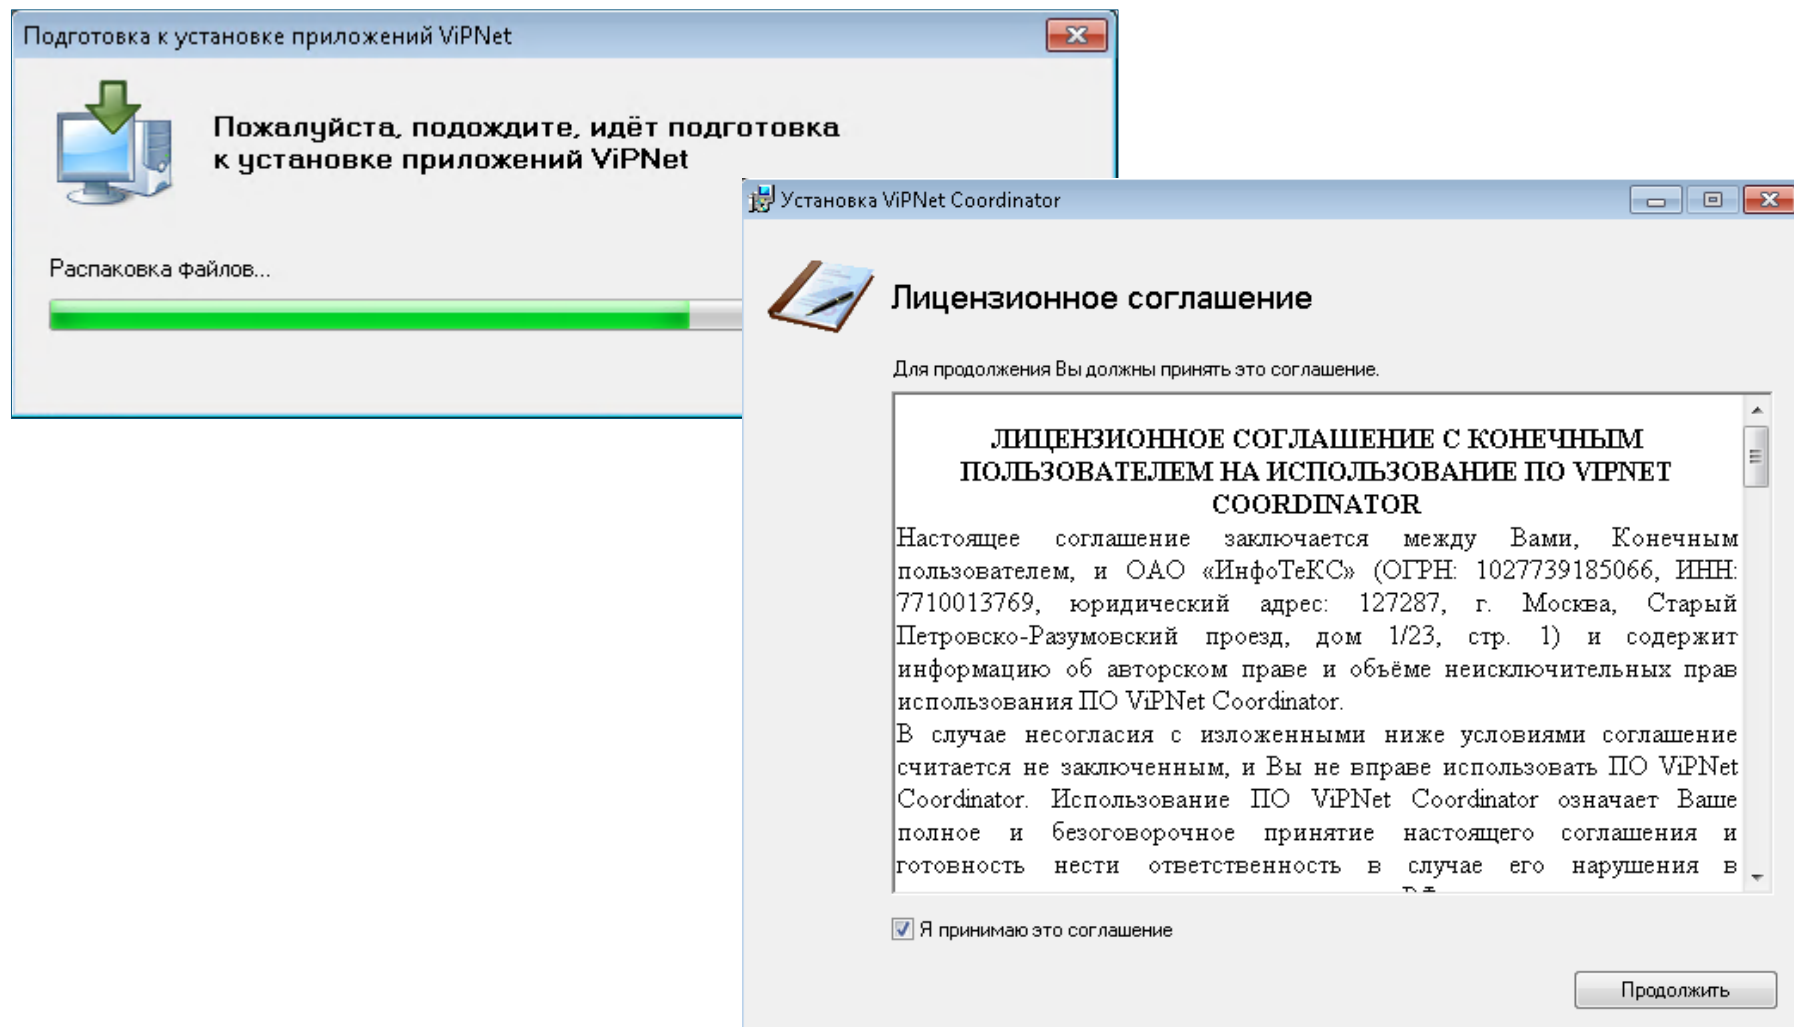 Подготовка к установке приложений ViPNet
Пожалуйста, подождите, идёт подготовка
к установке приложений ViPNet
Распаковка файлов...
Установка ViPNet Coordinator
Лицензионное соглашение
Для продолжения Вы должны принять это соглашение.
ЛИЦЕНЗИОННОЕ СОГЛАШЕНИЕ С КОНЕЧНЫМ
ПОЛЬЗОВАТЕЛЕМ НА ИСПОЛЬЗОВАНИЕ ПО VIPNET
COORDINATOR
Настоящее соглашение заключается между Вами, Конечным
пользователем, и ОАО «ИнфоТеКС» (ОГРН: 1027739185066, ИНН:
7710013769, юридический адрес: 127287, г. Москва, Старый
Петровско-Разумовский проезд, дом 1/23, стр. 1) и содержит
информацию об авторском праве и объёме неисключительных прав
использования ПО ViPNet Coordinator.
В случае несогласия с изложенными ниже условиями соглашение
считается не заключенным, и Вы не вправе использовать ПО ViPNet
Coordinator. Использование ПО ViPNet Coordinator означает Ваше
полное и безоговорочное принятие настоящего соглашения и
готовность нести ответственность в случае его нарушения в
Я принимаю это соглашение
Продолжить